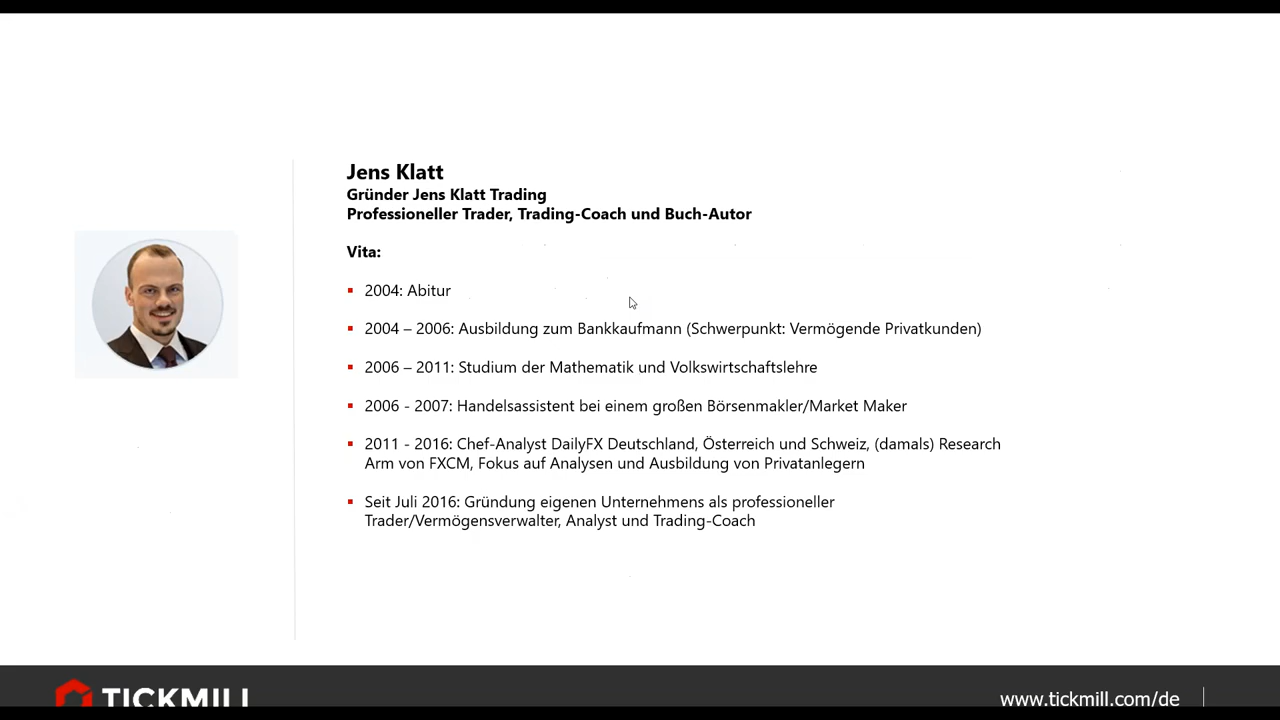 Jens Klatt
Gründer Jens Klatt Trading
Professioneller Trader, Trading-Coach und Buch-Autor
Vita:
▪ 2004: Abitur
▪ 2004 – 2006: Ausbildung zum Bankkaufmann (Schwerpunkt: Vermögende Privatkunden)
▪ 2006 – 2011: Studium der Mathematik und Volkswirtschaftslehre
▪ 2006 - 2007: Handelsassistent bei einem großen Börsenmakler/Market Maker
▪ 2011 - 2016: Chef-Analyst DailyFX Deutschland, Österreich und Schweiz, (damals) Research
Arm von FXCM, Fokus auf Analysen und Ausbildung von Privatanlegern
▪ Seit Juli 2016: Gründung eigenen Unternehmens als professioneller
Trader/Vermögensverwalter, Analyst und Trading-Coach
TICKMILL
www.tickmill.com/de